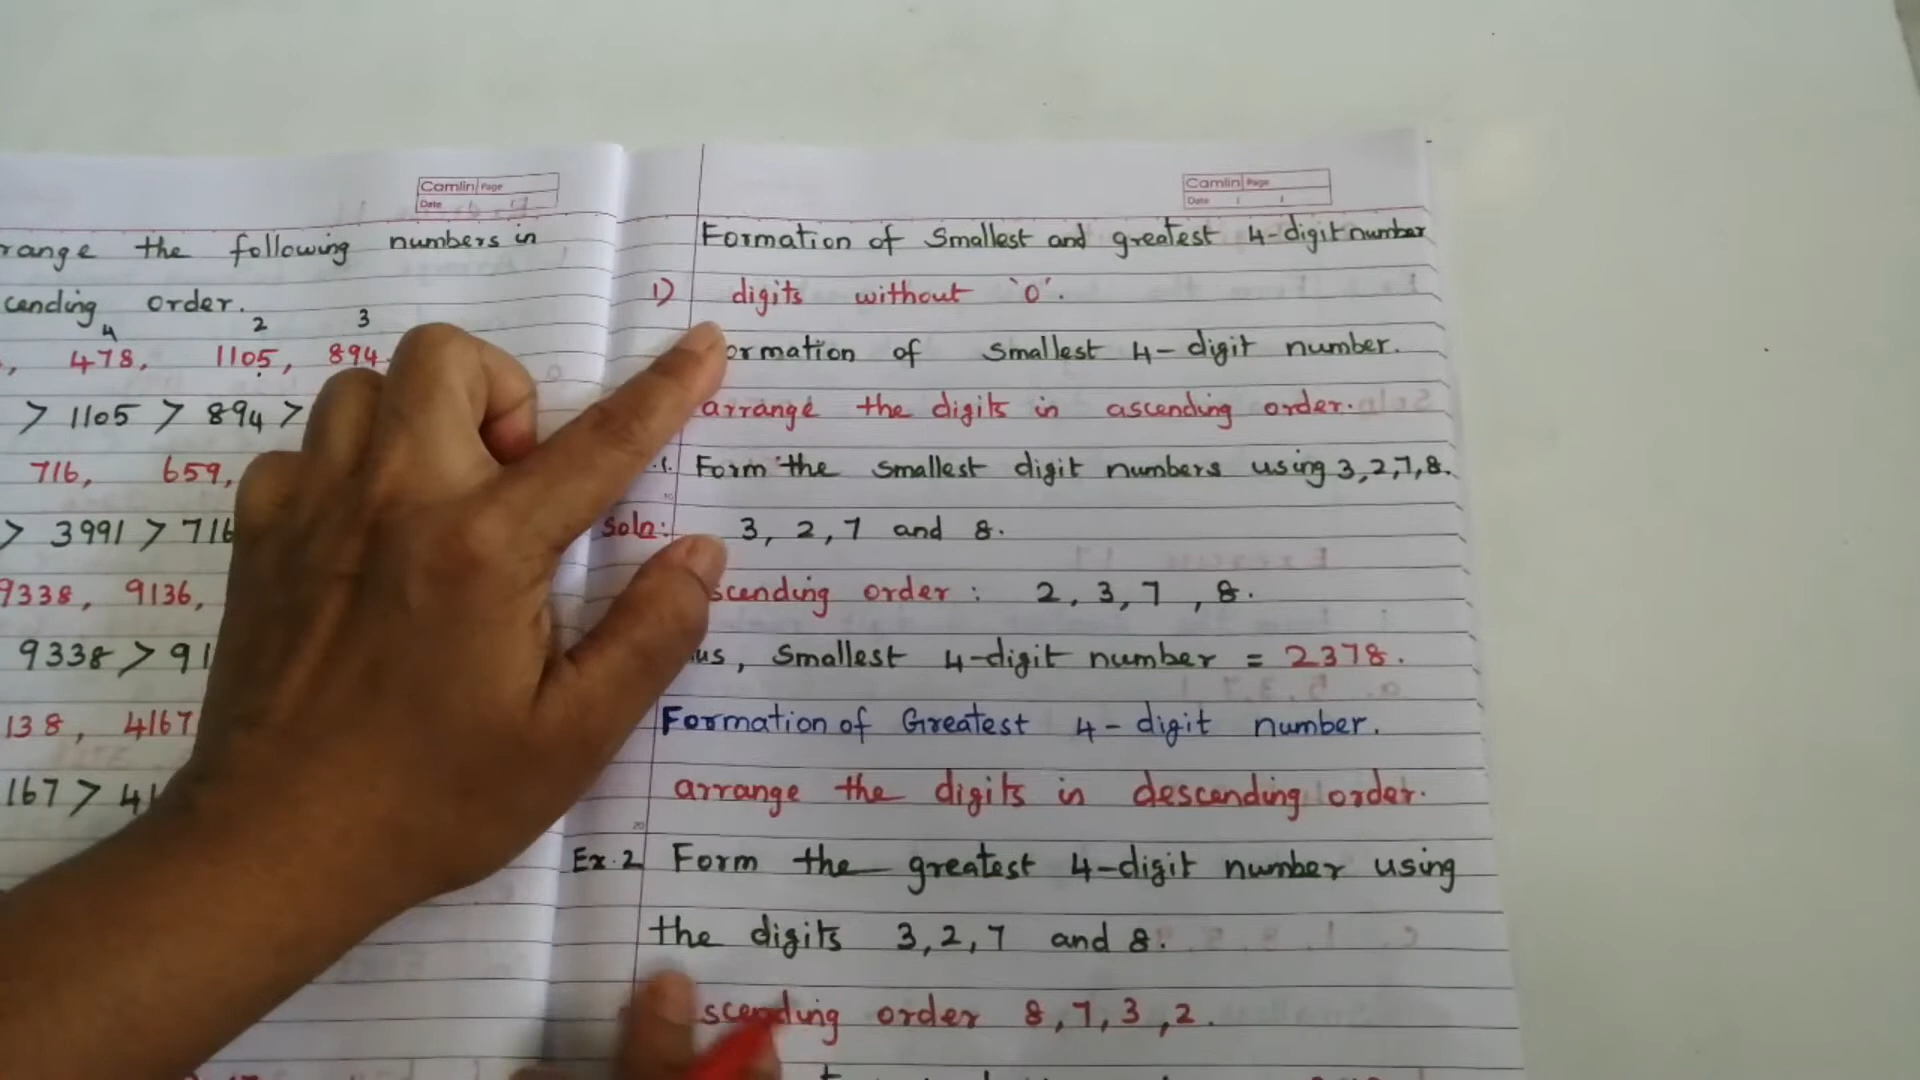 Camlin Page
Date
range the following numbers in
cending order.
4 2 3
, 478, 1105, 894
> 1105 > 894 >
716, 659,
> 3991 > 716
9338, 9136,
9338 > 91
138, 4167
167 > 41
Camlin Page
Date
Formation of Smallest and greatest 4-digit number
1) digits without '0'.
ormation of smallest 4-digit number.
arrange the digits in ascending order.
.1. Form the smallest digit numbers using 3,2,7,8.
Soln: 3, 2, 7 and 8.
scending order: 2, 3, 7, 8.
us, Smallest 4-digit number = 2378.
Formation of Greatest 4-digit number.
arrange the digits in descending order.
20
Ex.2 Form the greatest 4-digit number using
the digits 3,2,7 and 8.
scending order 8,7,3,2.